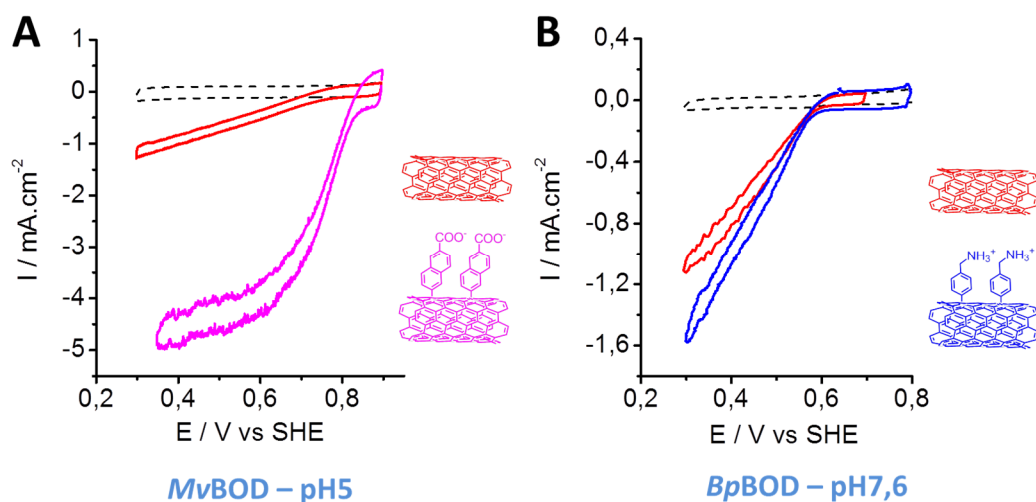 A
1
0
-1
-2
-3
-4
-5
I / mA.cm⁻²
0,2
0,4
0,6
0,8
E / V vs SHE
COO⁻
COO⁻
MvBOD – pH5
B
0,4
0,0
-0,4
-0,8
-1,2
-1,6
I / mA.cm⁻²
0,2
0,4
0,6
0,8
E / V vs SHE
NH₃⁺
NH₃⁺
BpBOD – pH7,6